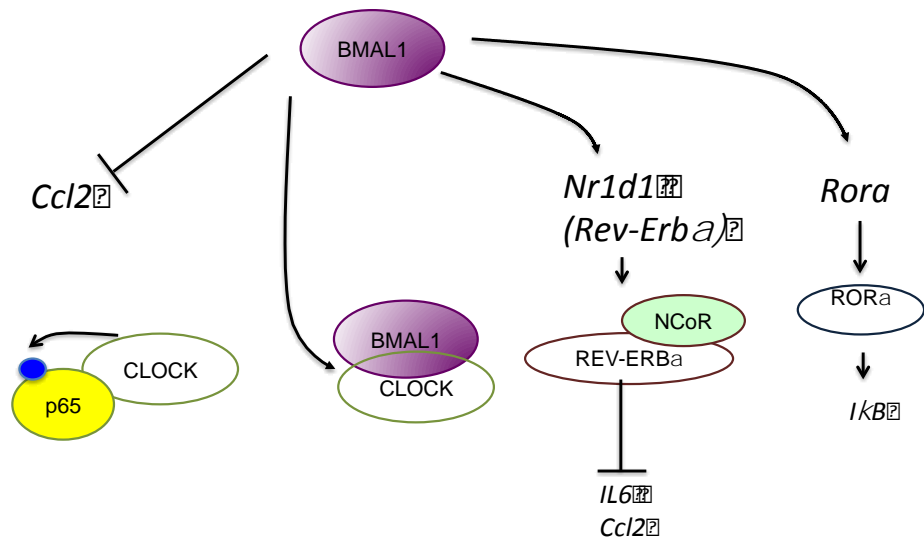 BMAL1
Ccl2
Nr1d1
(Rev-Erba)
Rora
BMAL1
CLOCK
CLOCK
p65
NCoR
REV-ERBa
RORa
IkB
IL6
Ccl2